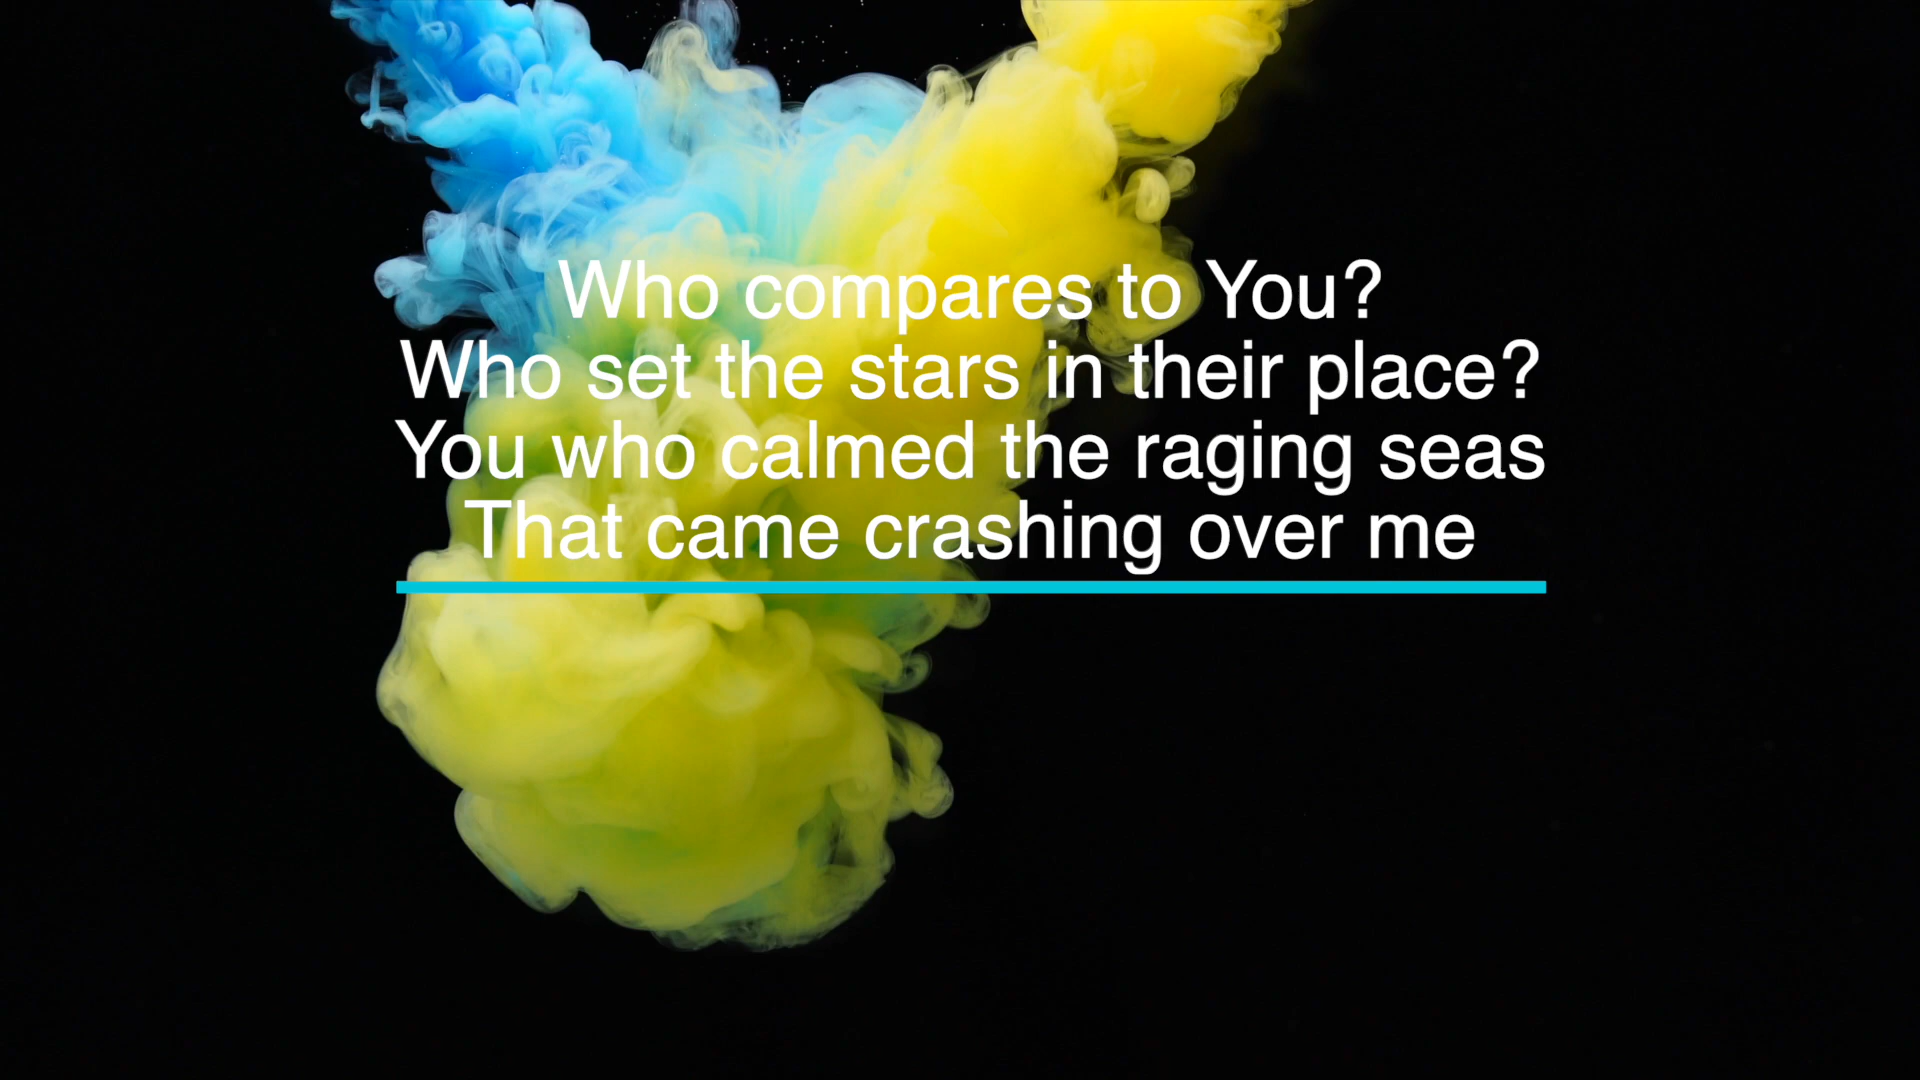 Who compares to You?
Who set the stars in their place?
You who calmed the raging seas
That came crashing over me